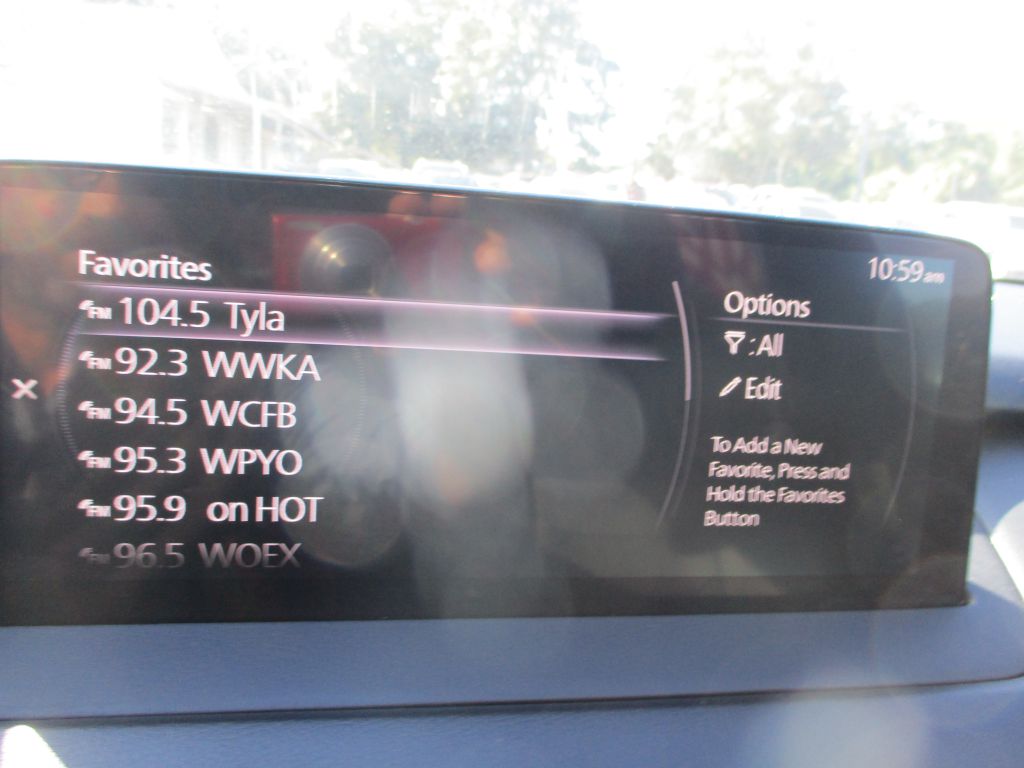 Favorites
10:59 am
FM 104.5 Tyla
FM 92.3 WWKA
FM 94.5 WCFB
FM 95.3 WPYO
FM 95.9 on HOT
FM 96.5 WOEX
Options
: All
Edit
To Add a New
Favorite, Press and
Hold the Favorites
Button